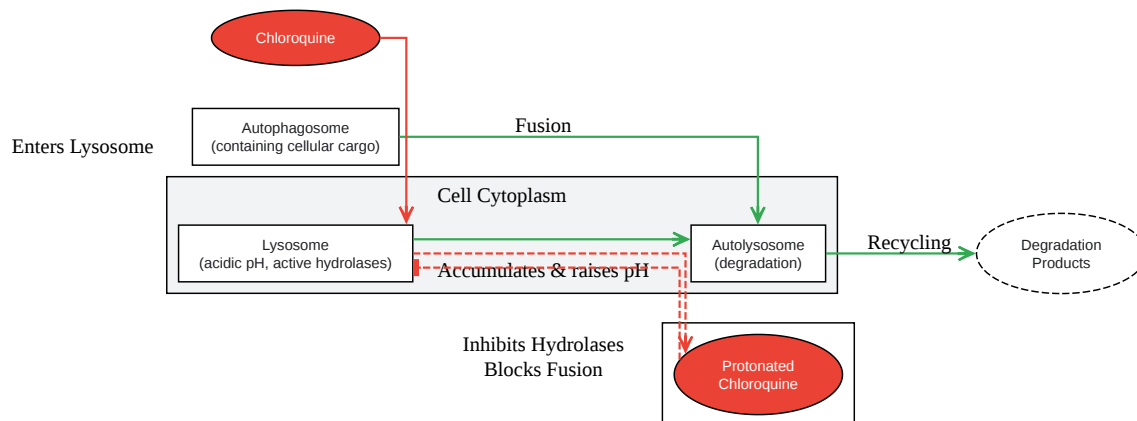 Chloroquine
Autophagosome
(containing cellular cargo)
Fusion
Enters Lysosome
Cell Cytoplasm
Lysosome
(acidic pH, active hydrolases)
Autolysosome
(degradation)
Recycling
Degradation
Products
Accumulates & raises pH
Inhibits Hydrolases
Blocks Fusion
Protonated
Chloroquine